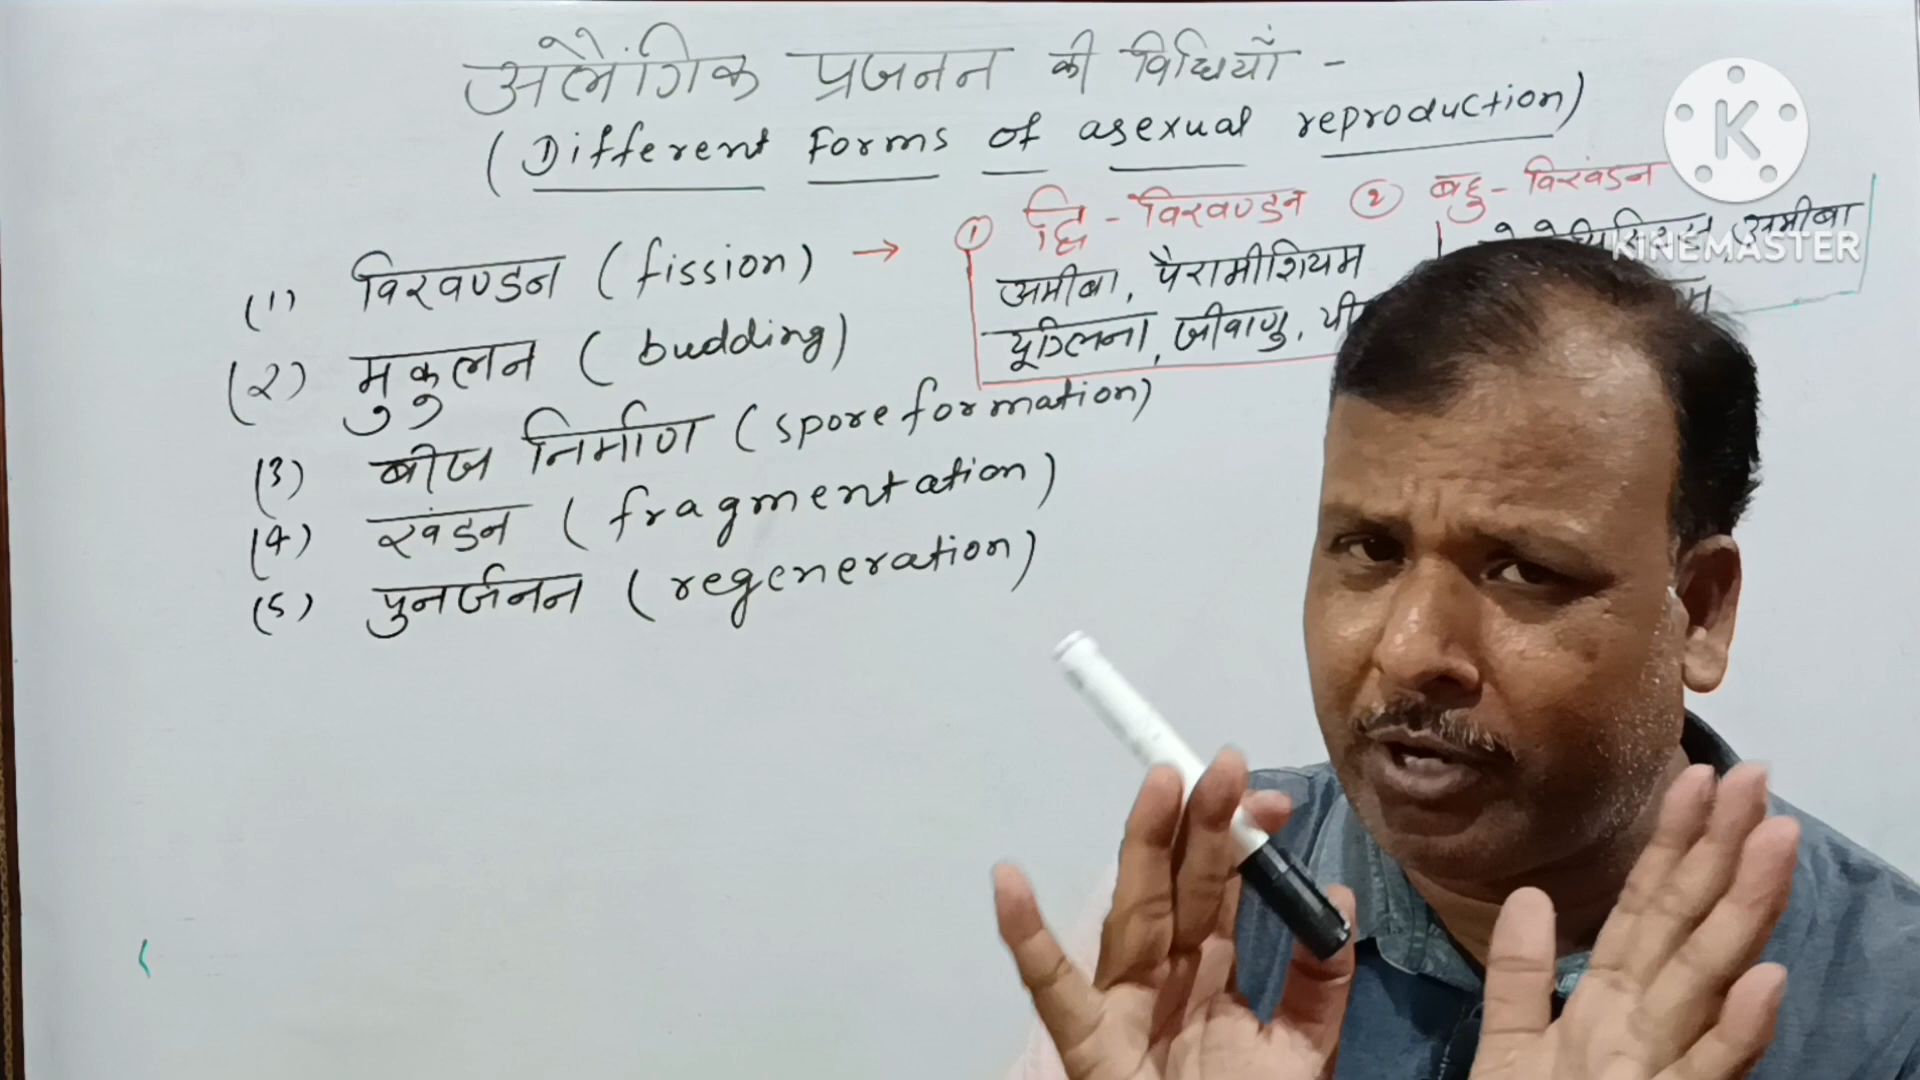 अलैंगिक प्रजनन की विधियाँ -
(Different forms of asexual reproduction)
K
KINEMASTER
① द्वि-विखण्डन ② बहु-विखंडन
(1) विखण्डन (fission) →
अमीबा, पैरामीशियम
अमीबा
यूग्लिना, जीवाणु,
(2) मुकुलन (budding)
(3) बीज निर्माण (spore formation)
(4) खंडन (fragmentation)
(5) पुनर्जनन (regeneration)